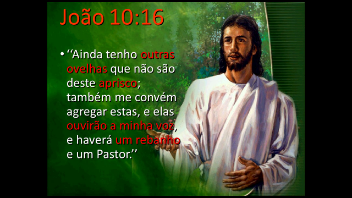 João 10:16
• ‘‘Ainda tenho outras
ovelhas que não são
deste aprisco;
também me convém
agregar estas, e elas
ouvirão a minha voz,
e haverá um rebanho
e um Pastor.’’